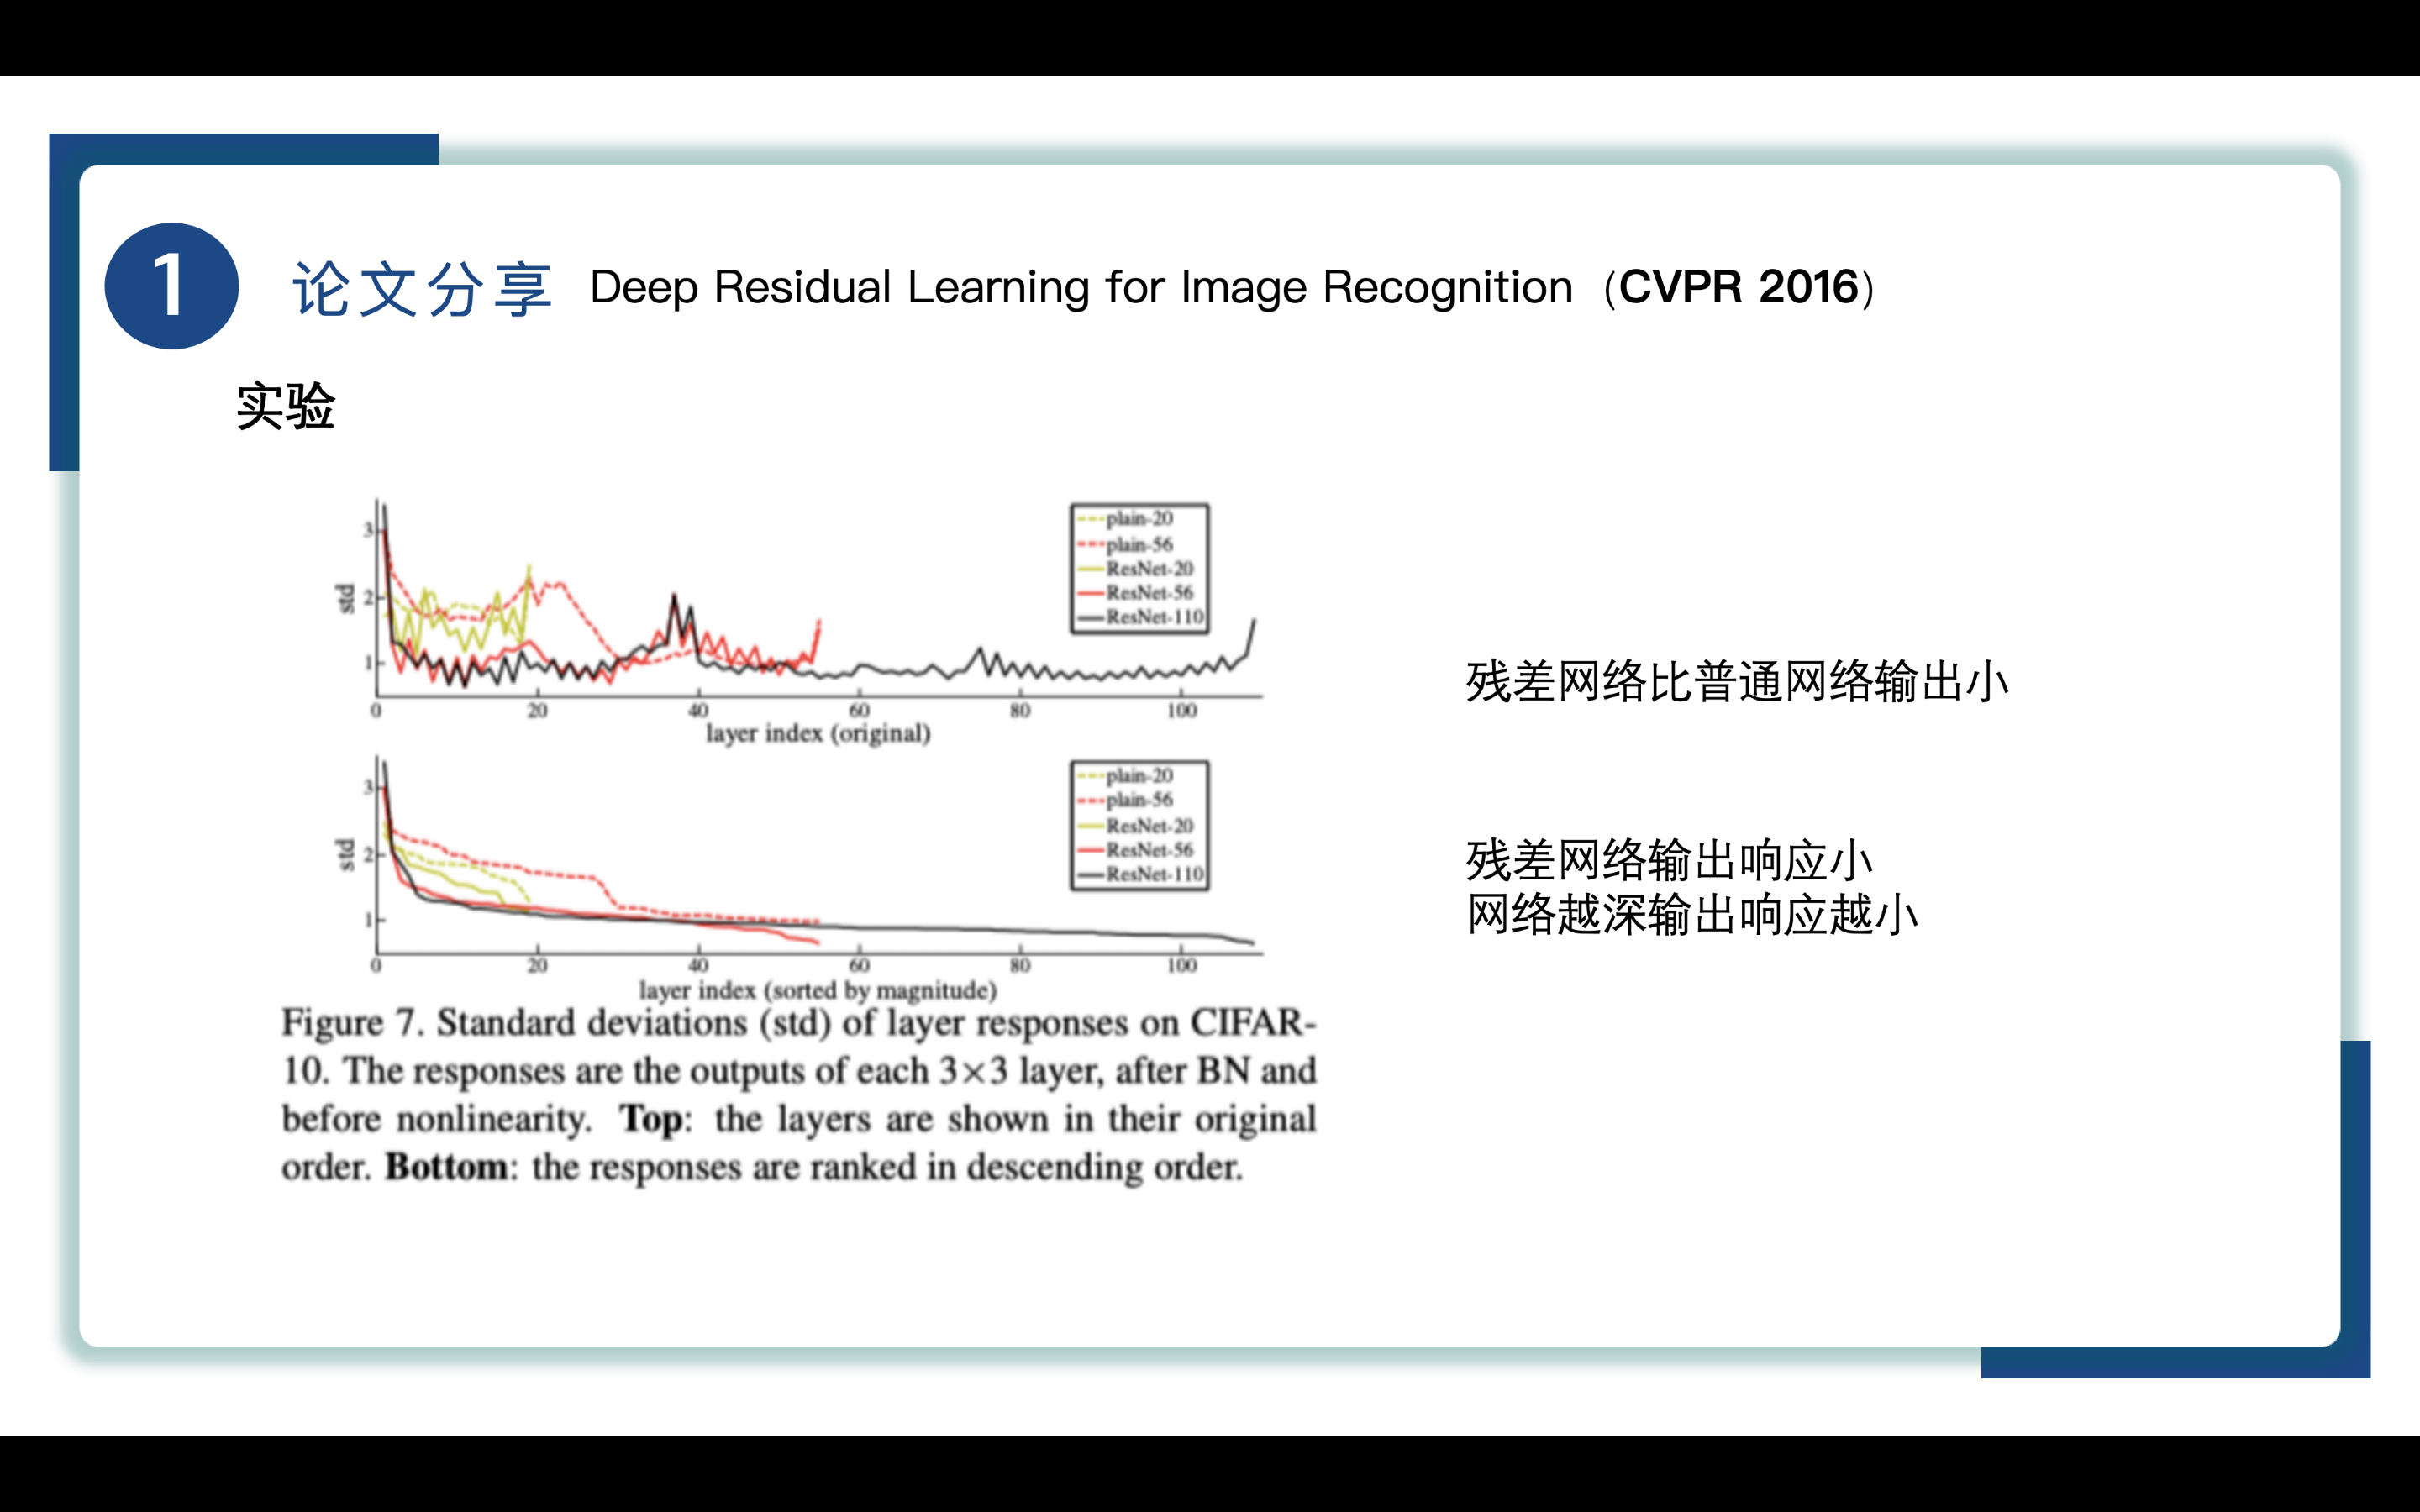 1
论文分享 Deep Residual Learning for Image Recognition（CVPR 2016）
实验
3
2
1
std
plain-20
plain-56
ResNet-20
ResNet-56
ResNet-110
0 20 40 60 80 100
layer index (original)
残差网络比普通网络输出小
3
2
1
std
plain-20
plain-56
ResNet-20
ResNet-56
ResNet-110
0 20 40 60 80 100
layer index (sorted by magnitude)
残差网络输出响应小
网络越深输出响应越小
Figure 7. Standard deviations (std) of layer responses on CIFAR-
10. The responses are the outputs of each 3×3 layer, after BN and
before nonlinearity. Top: the layers are shown in their original
order. Bottom: the responses are ranked in descending order.